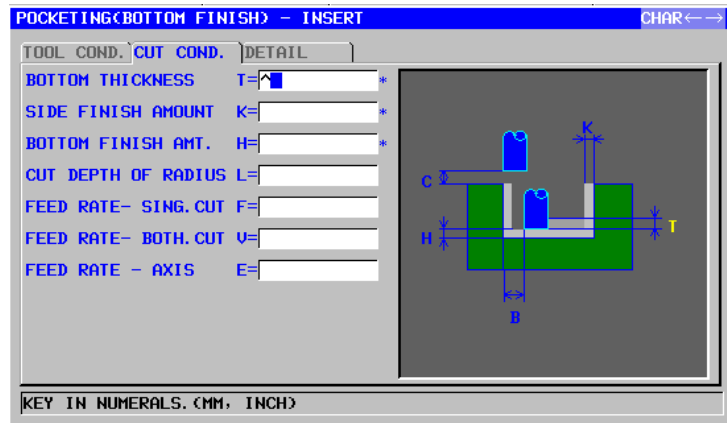 POCKETING(BOTTOM FINISH) - INSERT CHAR←→
TOOL COND. CUT COND. DETAIL
BOTTOM THICKNESS T=^ *
SIDE FINISH AMOUNT K= *
BOTTOM FINISH AMT. H= *
CUT DEPTH OF RADIUS L=
FEED RATE- SING.CUT F=
FEED RATE- BOTH.CUT V=
FEED RATE - AXIS E=
K
C
T
H
B
KEY IN NUMERALS.(MM, INCH)